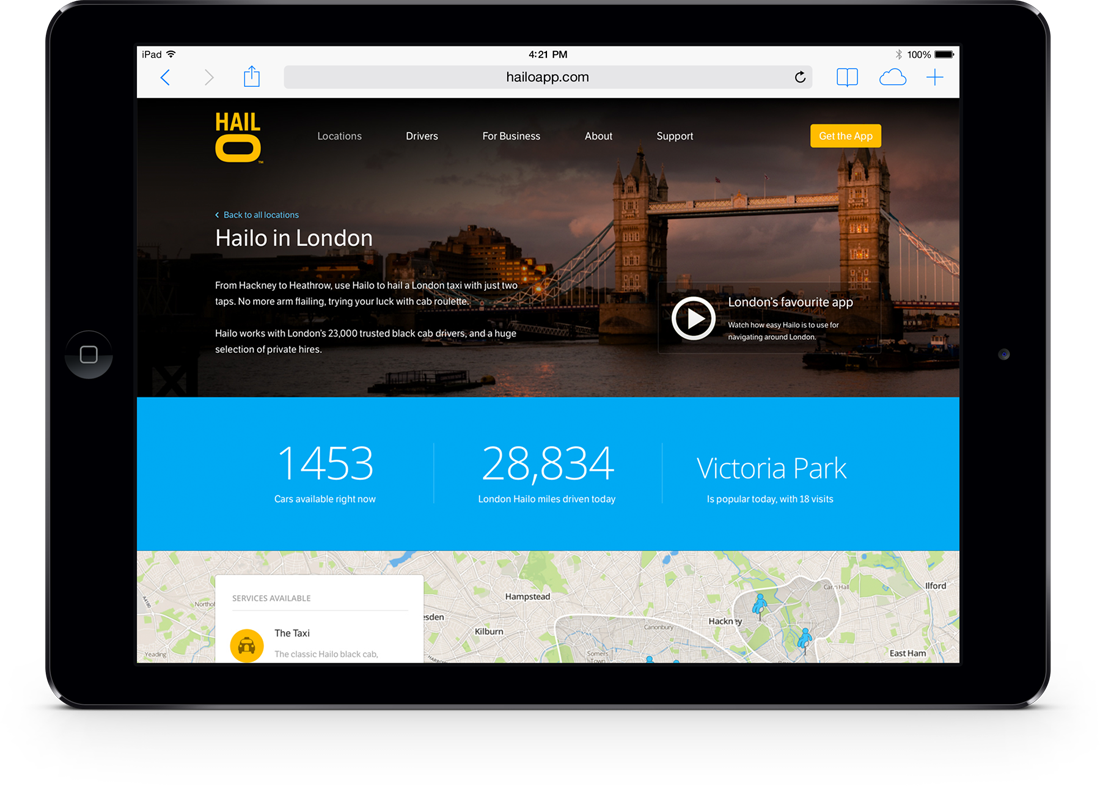 iPad 4:21 PM 100%
hailoapp.com
HAIL
O™
Locations Drivers For Business About Support Get the App
Back to all locations
Hailo in London
From Hackney to Heathrow, use Hailo to hail a London taxi with just two
taps. No more arm flailing, trying your luck with cab roulette.
Hailo works with London's 23,000 trusted black cab drivers, and a huge
selection of private hires.
London's favourite app
Watch how easy Hailo is to use for
navigating around London.
1453
Cars available right now
28,834
London Hailo miles driven today
Victoria Park
Is popular today, with 18 visits
SERVICES AVAILABLE
The Taxi
The classic Hailo black cab,
A4140
Northol
Yeading
esden
Hampstead
Kilburn
Canonbury
Somers
Town
Hackney
Ilford
East Ham